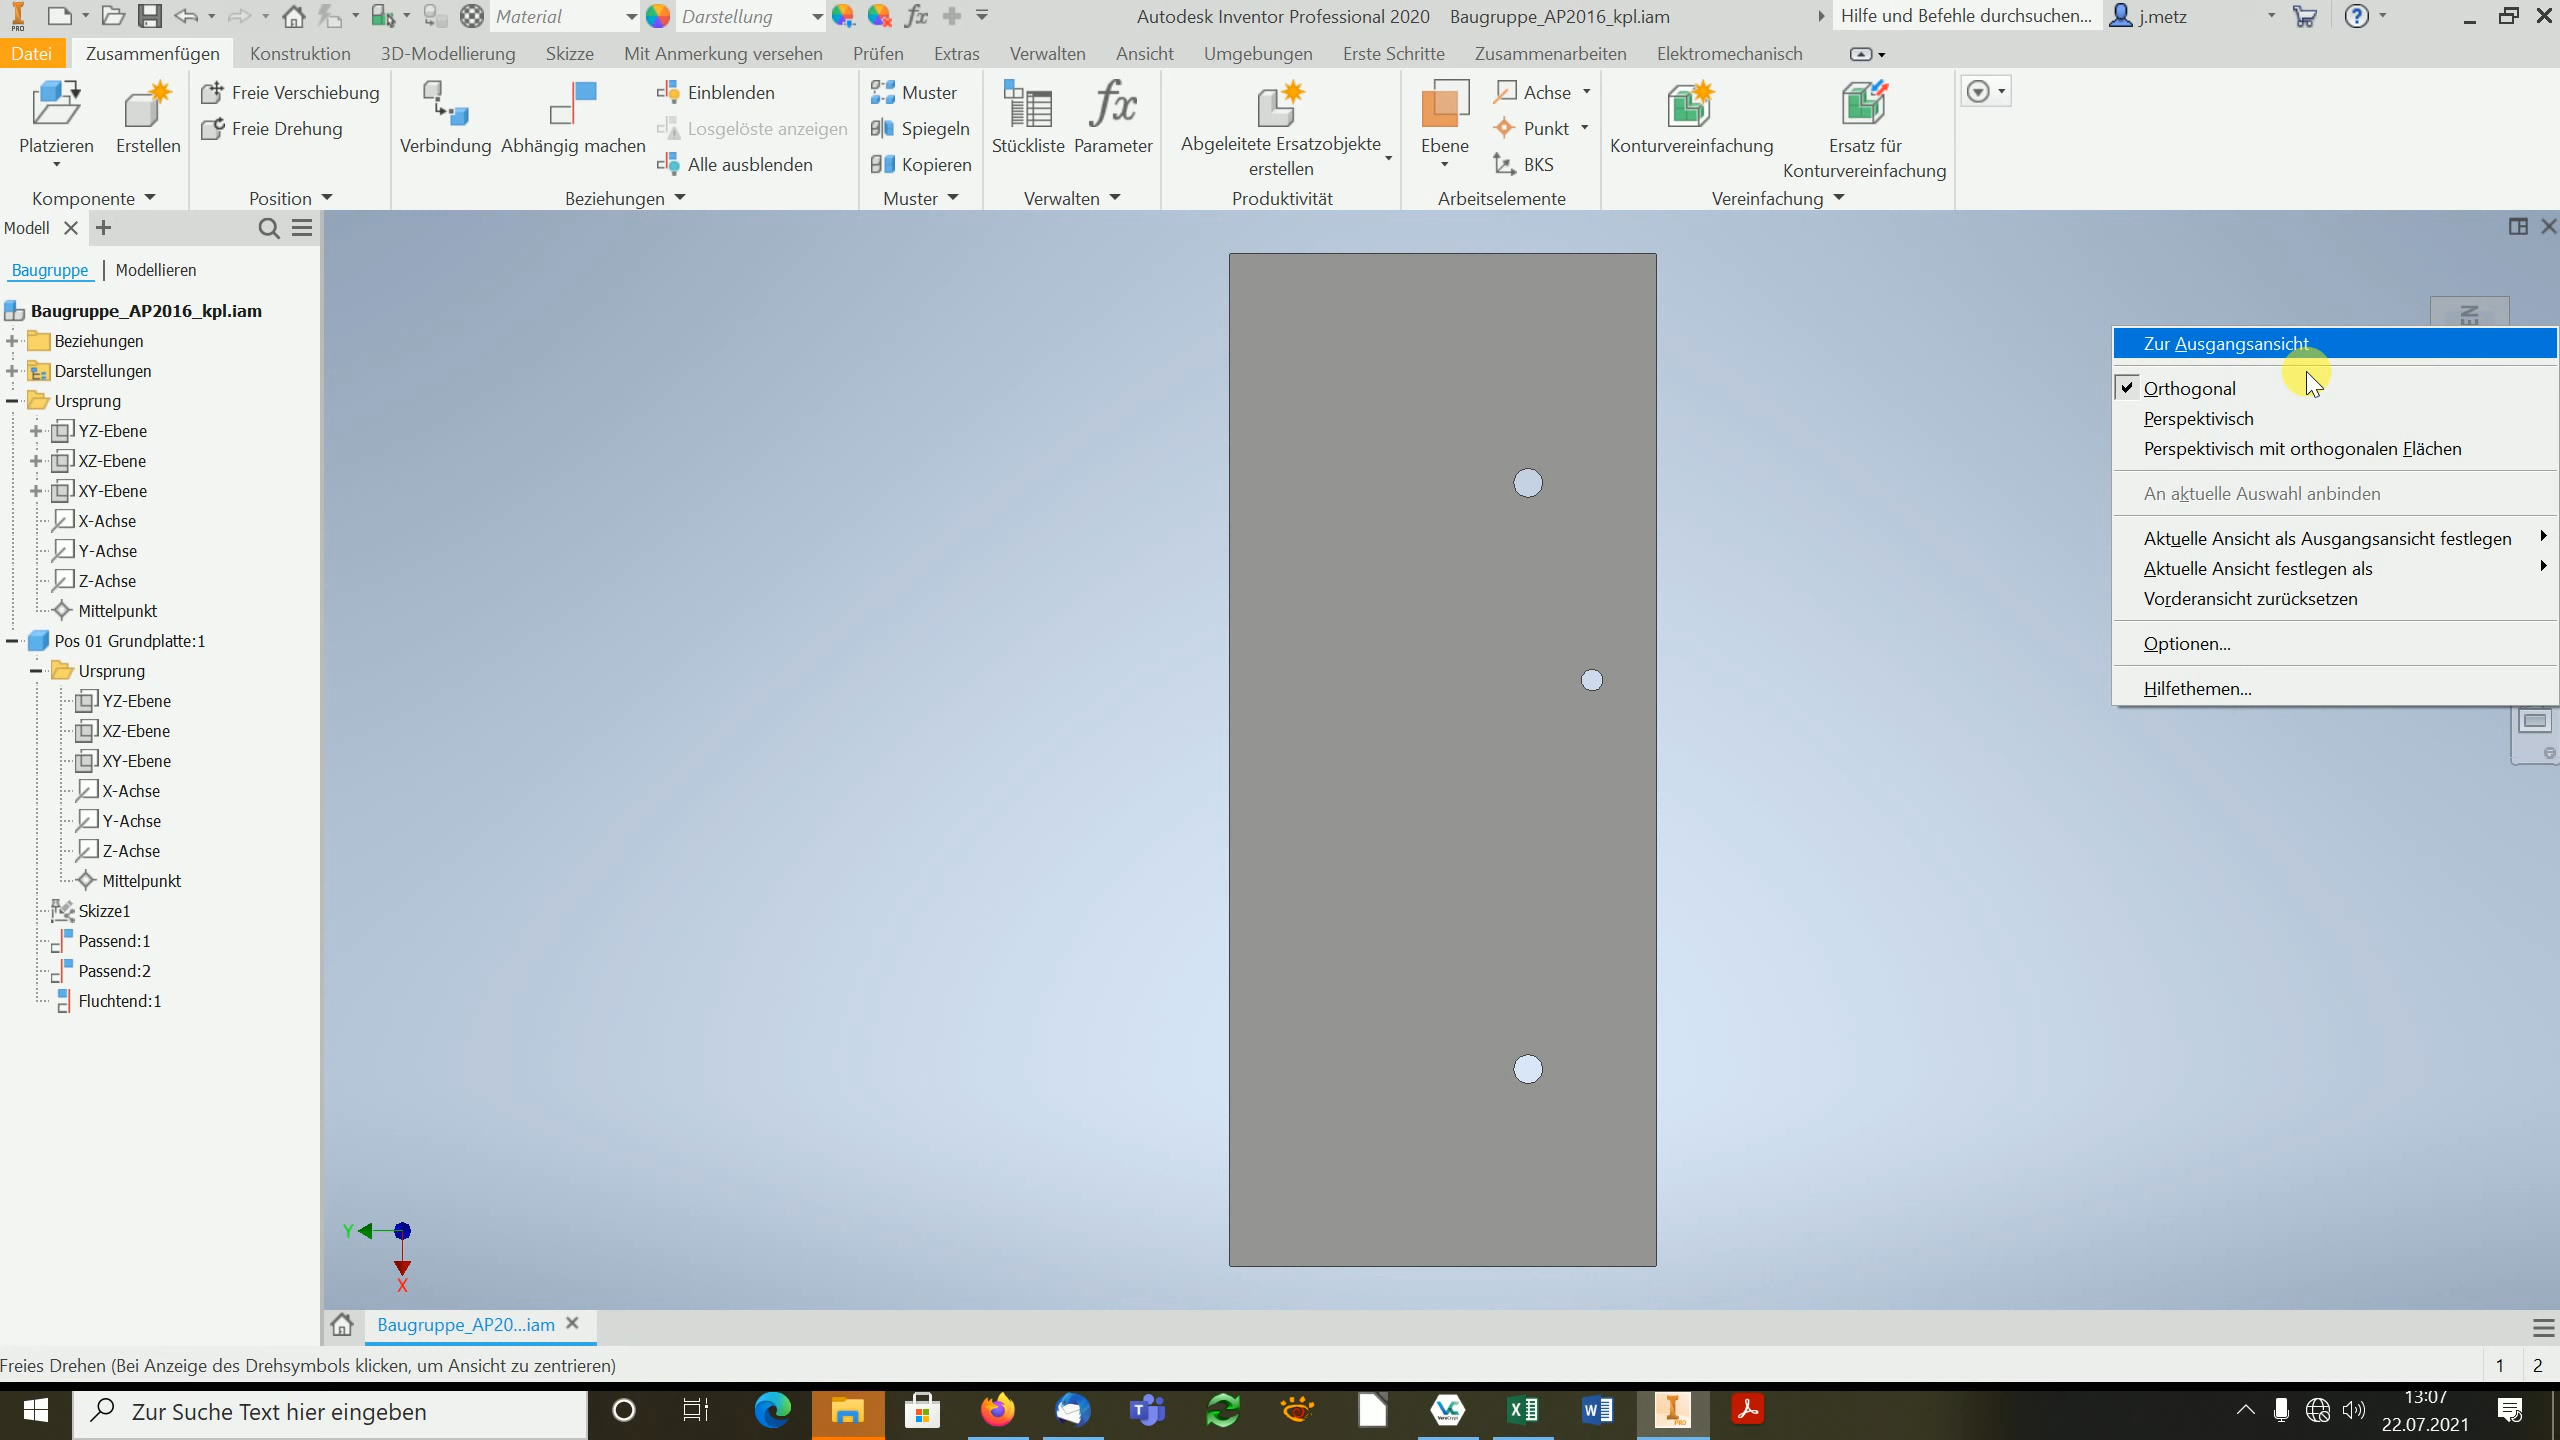 Material
Darstellung
Autodesk Inventor Professional 2020 Baugruppe_AP2016_kpl.iam
Hilfe und Befehle durchsuchen...
j.metz
Datei
Zusammenfügen
Konstruktion
3D-Modellierung
Skizze
Mit Anmerkung versehen
Prüfen
Extras
Verwalten
Ansicht
Umgebungen
Erste Schritte
Zusammenarbeiten
Elektromechanisch
Platzieren
Erstellen
Freie Verschiebung
Freie Drehung
Verbindung
Abhängig machen
Einblenden
Losgelöste anzeigen
Alle ausblenden
Muster
Spiegeln
Kopieren
Stückliste
Parameter
Abgeleitete Ersatzobjekte
erstellen
Ebene
Achse
Punkt
BKS
Konturvereinfachung
Ersatz für
Konturvereinfachung
Komponente
Position
Beziehungen
Muster
Verwalten
Produktivität
Arbeitselemente
Vereinfachung
Modell
Baugruppe
Modellieren
Baugruppe_AP2016_kpl.iam
Beziehungen
Darstellungen
Ursprung
YZ-Ebene
XZ-Ebene
XY-Ebene
X-Achse
Y-Achse
Z-Achse
Mittelpunkt
Pos 01 Grundplatte:1
Ursprung
YZ-Ebene
XZ-Ebene
XY-Ebene
X-Achse
Y-Achse
Z-Achse
Mittelpunkt
Skizze1
Passend:1
Passend:2
Fluchtend:1
Zur Ausgangsansicht
Orthogonal
Perspektivisch
Perspektivisch mit orthogonalen Flächen
An aktuelle Auswahl anbinden
Aktuelle Ansicht als Ausgangsansicht festlegen
Aktuelle Ansicht festlegen als
Vorderansicht zurücksetzen
Optionen...
Hilfethemen...
Y
X
Baugruppe_AP20...iam
Freies Drehen (Bei Anzeige des Drehsymbols klicken, um Ansicht zu zentrieren)
1 2
Zur Suche Text hier eingeben
13:07
22.07.2021